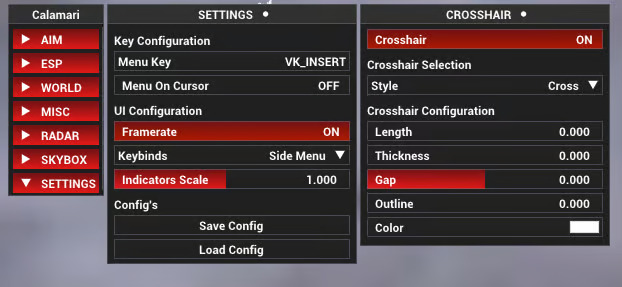 Calamari
AIM
ESP
WORLD
MISC
RADAR
SKYBOX
SETTINGS
SETTINGS
Key Configuration
Menu Key VK_INSERT
Menu On Cursor OFF
UI Configuration
Framerate ON
Keybinds Side Menu
Indicators Scale 1.000
Config's
Save Config
Load Config
CROSSHAIR
Crosshair ON
Crosshair Selection
Style Cross
Crosshair Configuration
Length 0.000
Thickness 0.000
Gap 0.000
Outline 0.000
Color